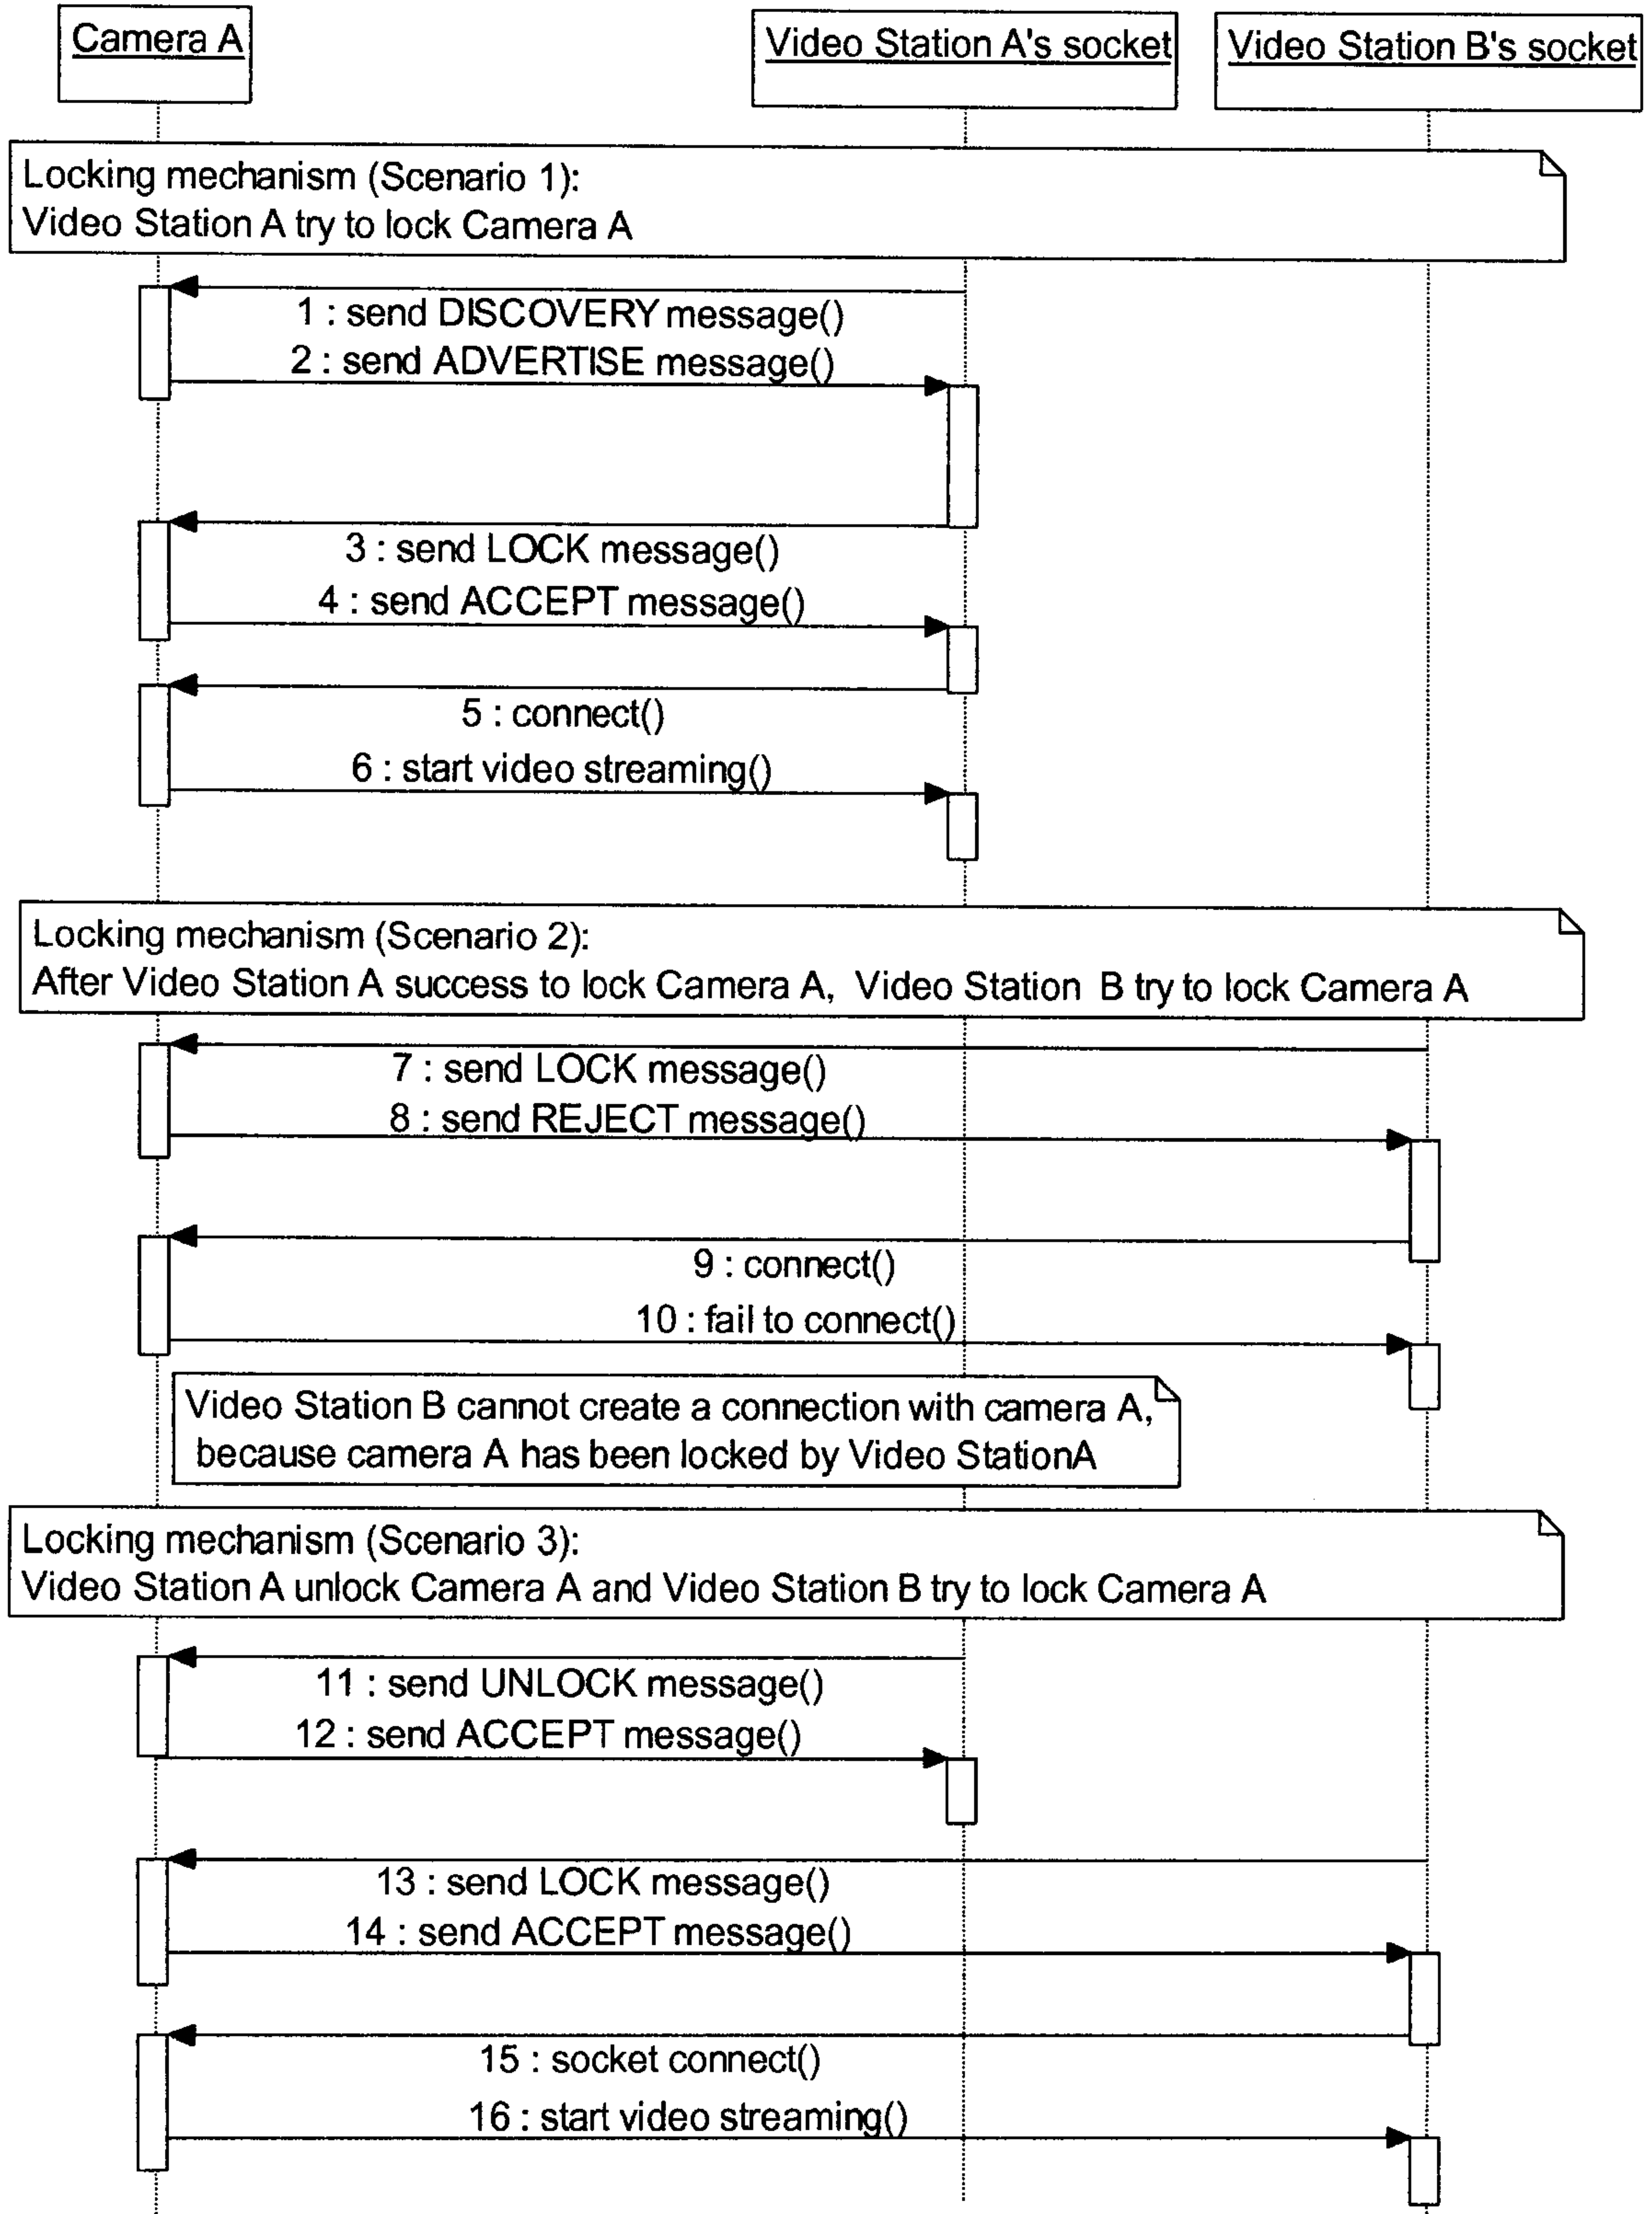 Camera A
Video Station A's socket
Video Station B's socket
Locking mechanism (Scenario 1):
Video Station A try to lock Camera A
1 : send DISCOVERY message()
2 : send ADVERTISE message()
3 : send LOCK message()
4 : send ACCEPT message()
5 : connect()
6 : start video streaming()
Locking mechanism (Scenario 2):
After Video Station A success to lock Camera A, Video Station B try to lock Camera A
7 : send LOCK message()
8 : send REJECT message()
9 : connect()
10 : fail to connect()
Video Station B cannot create a connection with camera A,
because camera A has been locked by Video StationA
Locking mechanism (Scenario 3):
Video Station A unlock Camera A and Video Station B try to lock Camera A
11 : send UNLOCK message()
12 : send ACCEPT message()
13 : send LOCK message()
14 : send ACCEPT message()
15 : socket connect()
16 : start video streaming()